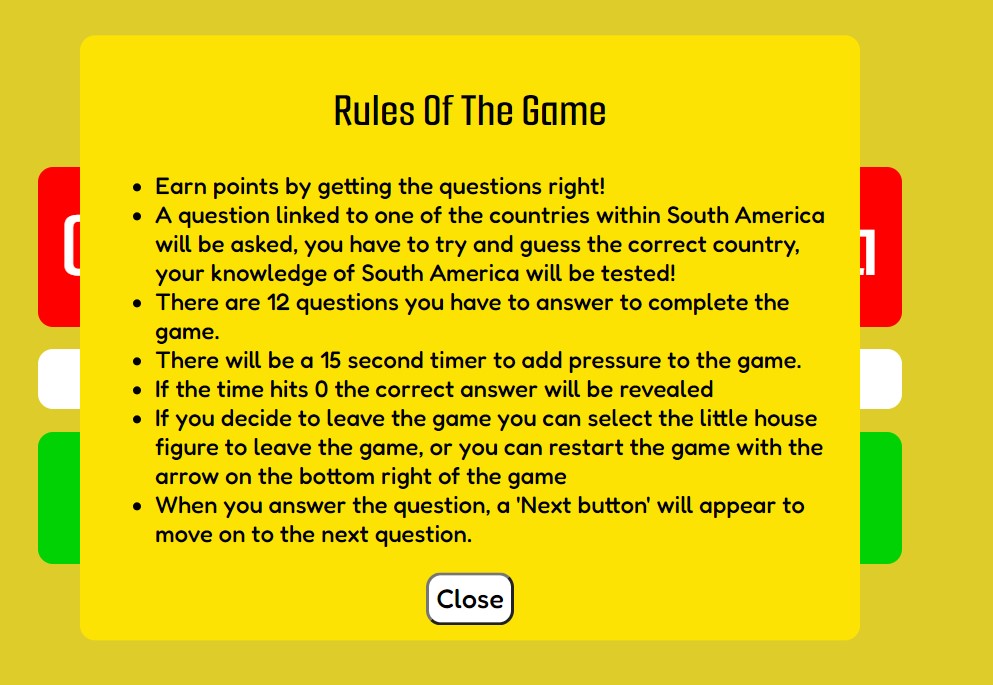 Rules Of The Game
• Earn points by getting the questions right!
• A question linked to one of the countries within South America
will be asked, you have to try and guess the correct country,
your knowledge of South America will be tested!
• There are 12 questions you have to answer to complete the
game.
• There will be a 15 second timer to add pressure to the game.
• If the time hits 0 the correct answer will be revealed
• If you decide to leave the game you can select the little house
figure to leave the game, or you can restart the game with the
arrow on the bottom right of the game
• When you answer the question, a 'Next button' will appear to
move on to the next question.
Close